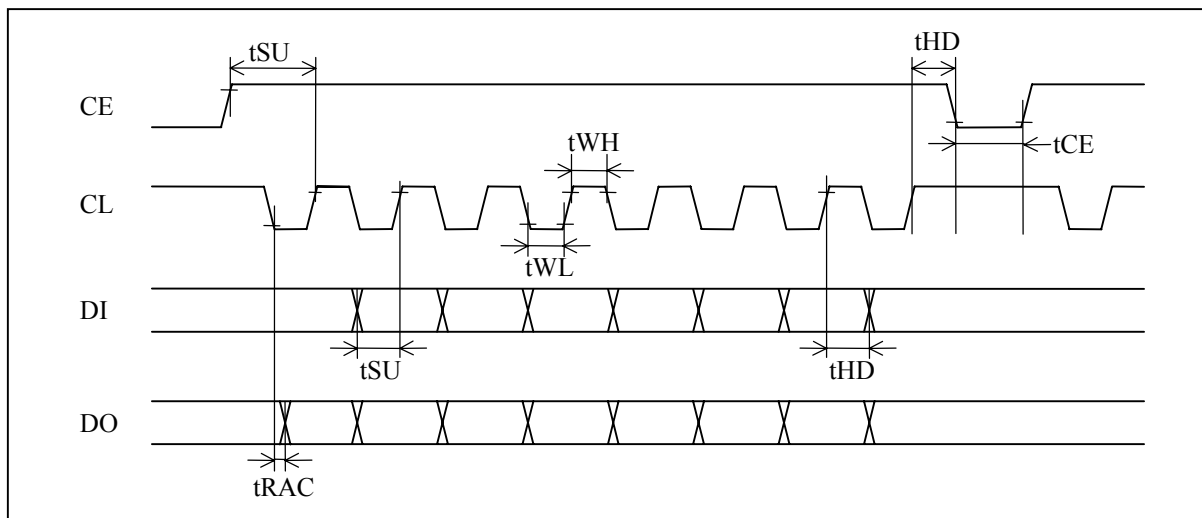 tSU
tHD
CE
tWH
tCE
CL
tWL
DI
tSU
tHD
DO
tRAC